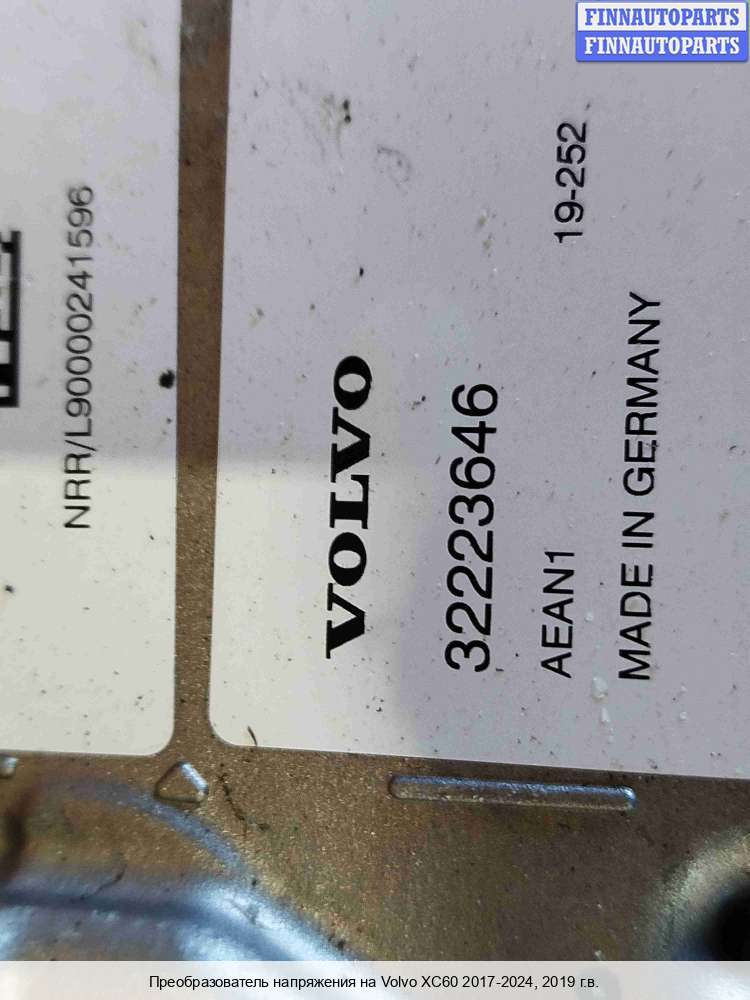 FINNAUTOPARTS
FINNAUTOPARTS
NRR/L90000241596
VOLVO
32223646
AEAN1 19-252
MADE IN GERMANY
Преобразователь напряжения на Volvo XC60 2017-2024, 2019 г.в.